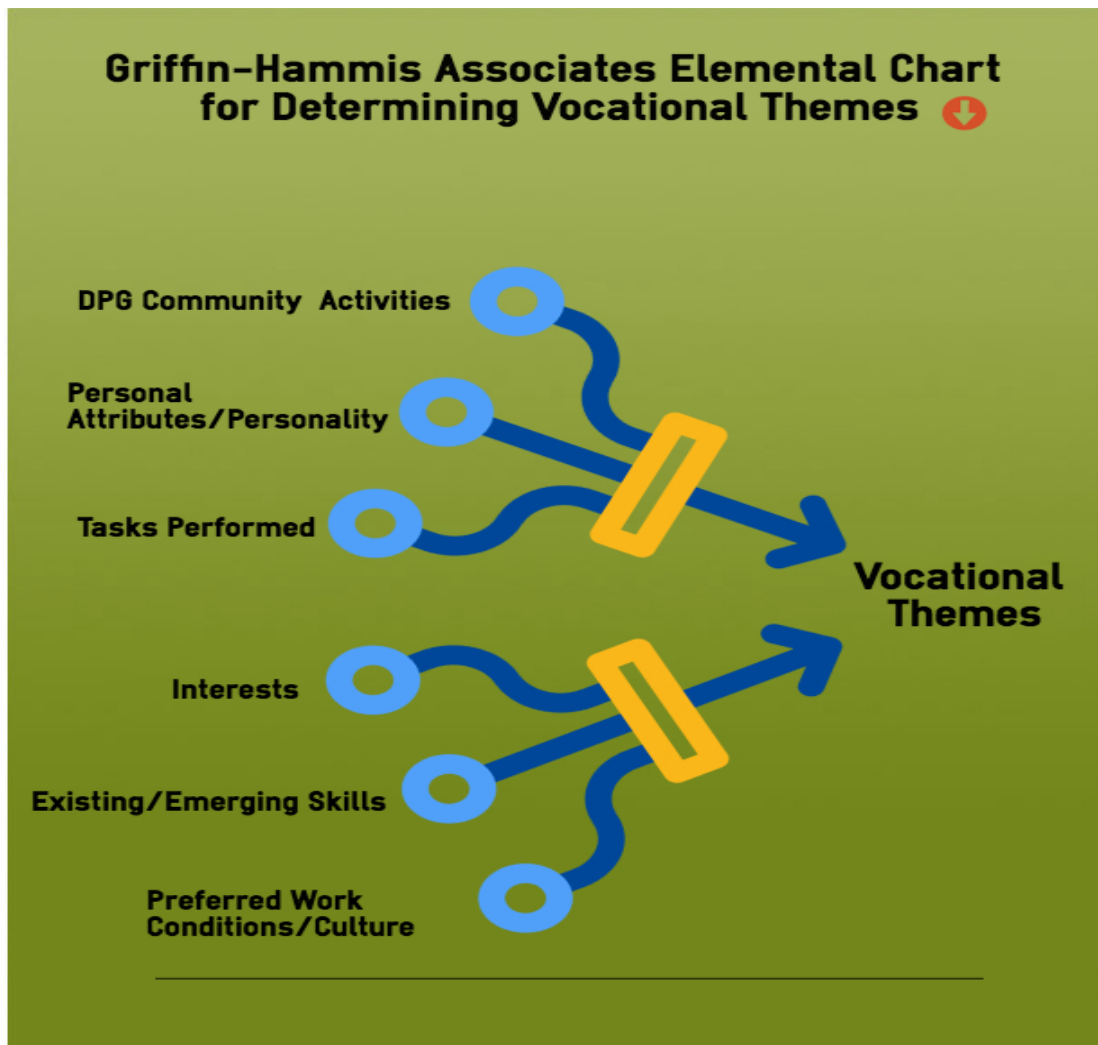 Griffin-Hammis Associates Elemental Chart
for Determining Vocational Themes
DPG Community Activities
Personal
Attributes/Personality
Tasks Performed
Vocational
Themes
Interests
Existing/Emerging Skills
Preferred Work
Conditions/Culture